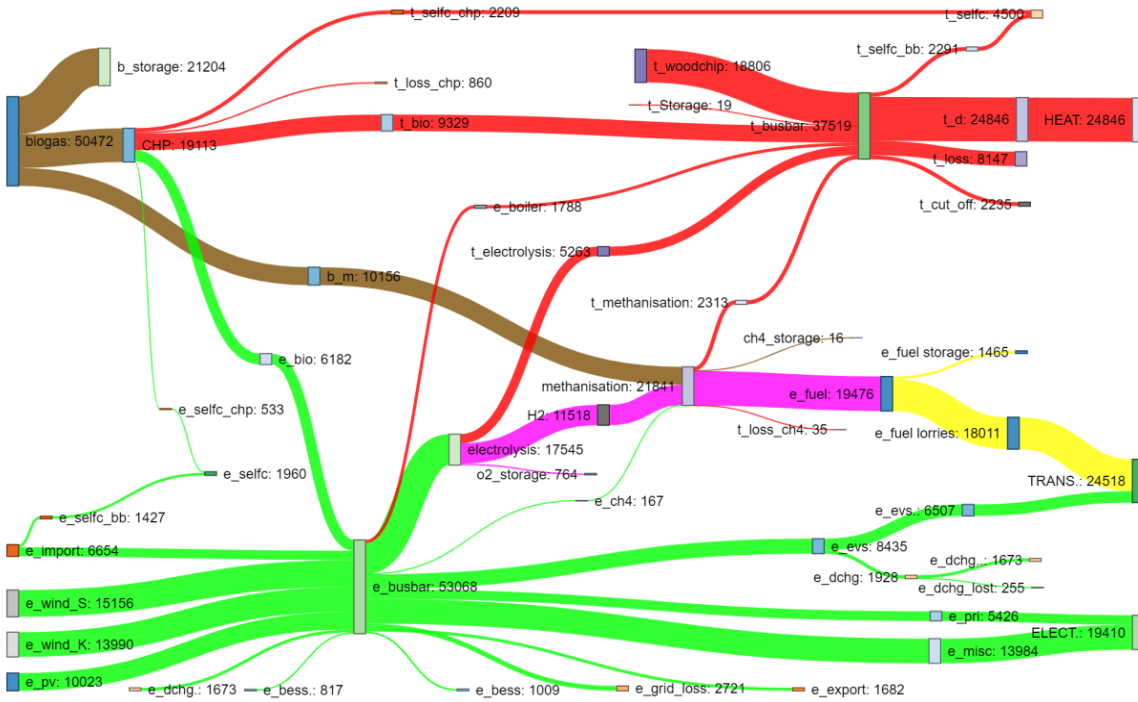 t_selfc_chp: 2209
t_selfc: 4500
t_selfc_bb: 2291
b_storage: 21204
t_woodchip: 18806
t_loss_chp: 860
t_Storage: 19
t_bio: 9329
t_busbar: 37519
t_d: 24846
HEAT: 24846
biogas: 50472
CHP: 19113
t_loss: 8147
e_boiler: 1788
t_cut_off: 2235
t_electrolysis: 5263
b_m: 10156
t_methanisation: 2313
ch4_storage: 16
e_bio: 6182
e_fuel storage: 1465
methanisation: 21841
e_fuel: 19476
e_selfc_chp: 533
H2: 11518
t_loss_ch4: 35
e_fuel lorries: 18011
electrolysis: 17545
e_selfc: 1960
o2_storage: 764
TRANS.: 24518
e_ch4: 167
e_evs.: 6507
e_selfc_bb: 1427
e_import: 6654
e_evs: 8435
e_dchg..: 1673
e_dchg: 1928
e_dchg_lost: 255
e_busbar: 53068
e_wind_S: 15156
e_pri: 5426
ELECT.: 19410
e_wind_K: 13990
e_misc: 13984
e_pv: 10023
e_dchg.: 1673
e_bess.: 817
e_bess: 1009
e_grid_loss: 2721
e_export: 1682